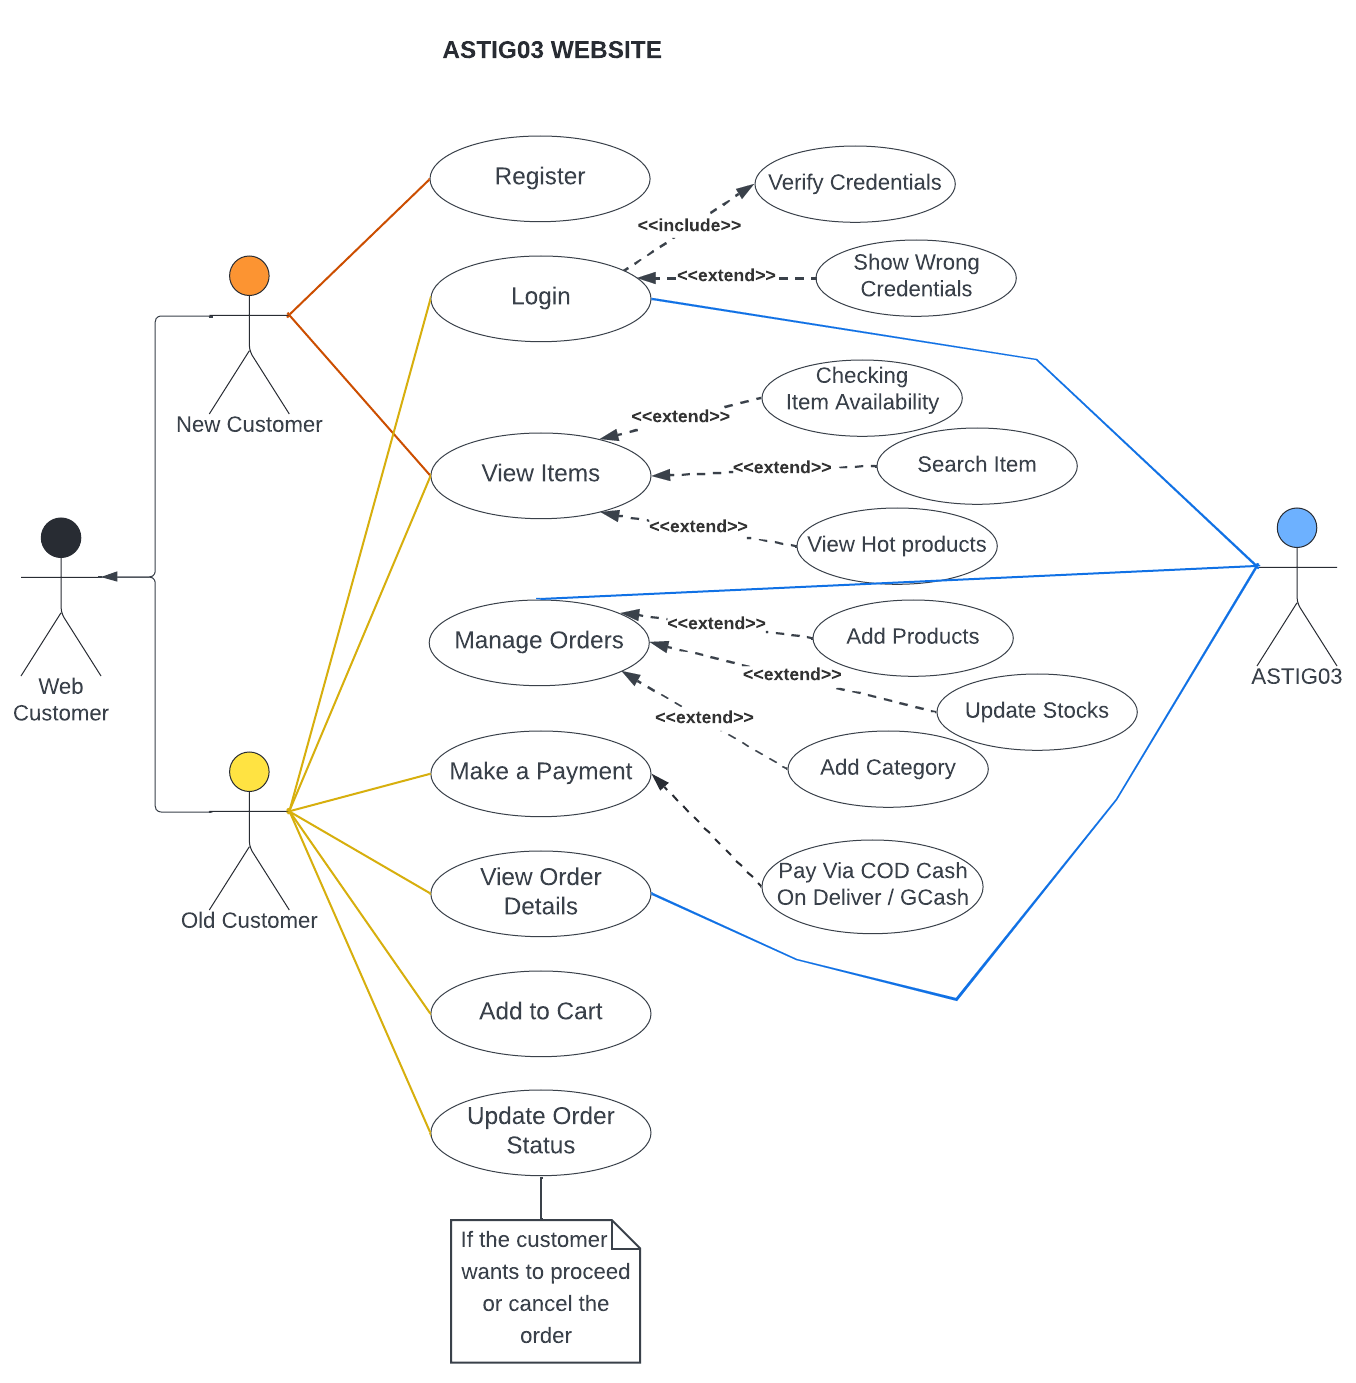 ASTIG03 WEBSITE
Register
Verify Credentials
<<include>>
Show Wrong
Credentials
<<extend>>
Login
New Customer
Checking
Item Availability
<<extend>>
View Items
<<extend>>
Search Item
<<extend>>
View Hot products
Manage Orders
<<extend>>
Add Products
<<extend>>
Update Stocks
<<extend>>
Add Category
Web
Customer
ASTIG03
Make a Payment
Pay Via COD Cash
On Deliver / GCash
View Order
Details
Old Customer
Add to Cart
Update Order
Status
If the customer
wants to proceed
or cancel the
order